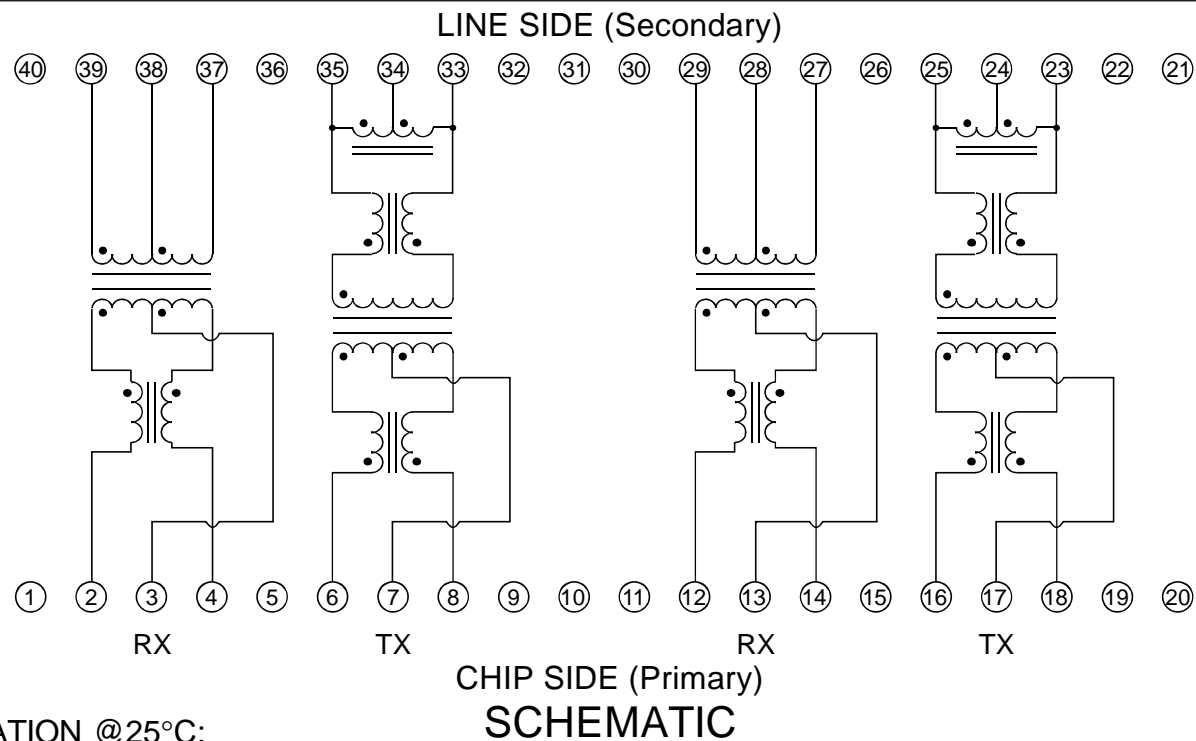 LINE SIDE (Secondary)
40 39 38 37 36 35 34 33 32 31 30 29 28 27 26 25 24 23 22 21
1 2 3 4 5 6 7 8 9 10 11 12 13 14 15 16 17 18 19 20
RX TX RX TX
CHIP SIDE (Primary)
SCHEMATIC
ATION @25°C: